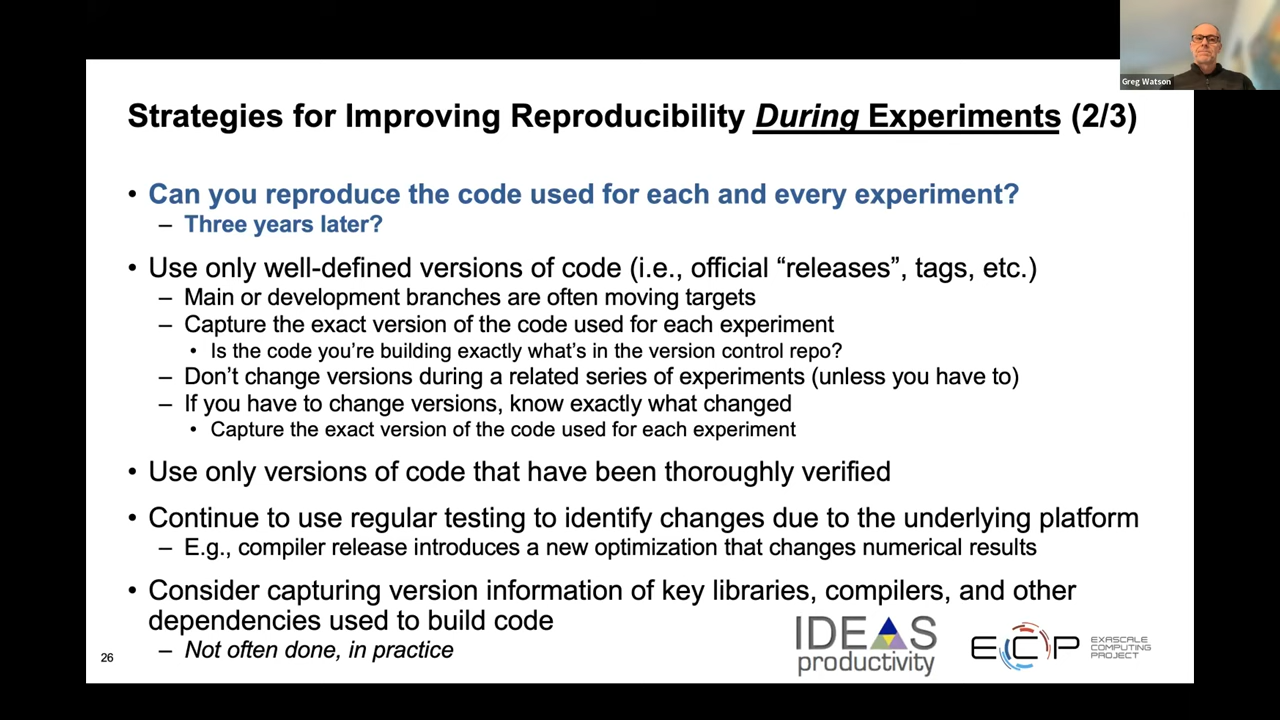 Greg Watson
Strategies for Improving Reproducibility During Experiments (2/3)
• Can you reproduce the code used for each and every experiment?
– Three years later?
• Use only well-defined versions of code (i.e., official “releases”, tags, etc.)
– Main or development branches are often moving targets
– Capture the exact version of the code used for each experiment
• Is the code you’re building exactly what’s in the version control repo?
– Don’t change versions during a related series of experiments (unless you have to)
– If you have to change versions, know exactly what changed
• Capture the exact version of the code used for each experiment
• Use only versions of code that have been thoroughly verified
• Continue to use regular testing to identify changes due to the underlying platform
– E.g., compiler release introduces a new optimization that changes numerical results
• Consider capturing version information of key libraries, compilers, and other
dependencies used to build code
– Not often done, in practice
26
IDEAS
productivity
ECP
EXASCALE
COMPUTING
PROJECT